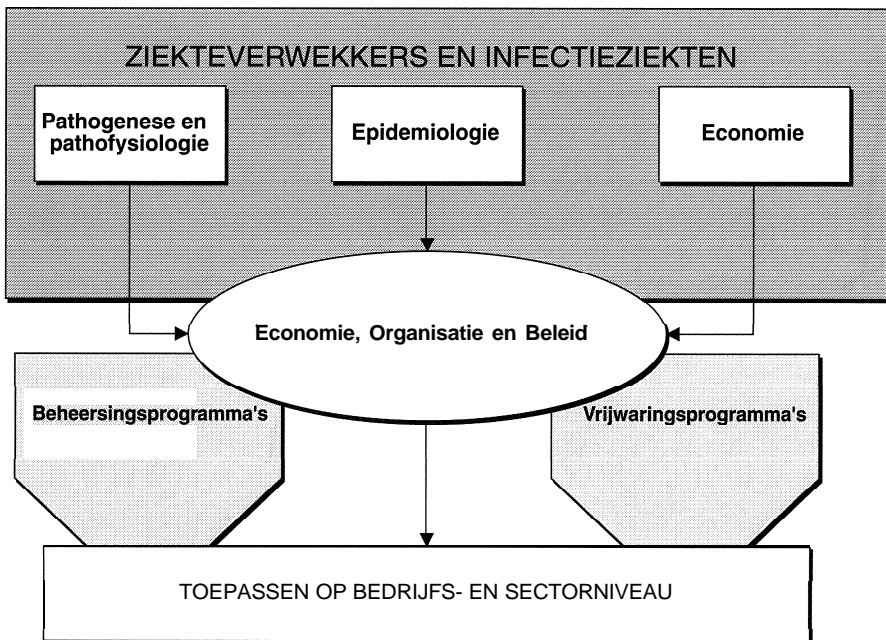 ZIEKTEVERWEKKERS EN INFECTIEZIEKTEN
Pathogenese en
pathofysiologie
Epidemiologie
Economie
Economie, Organisatie en Beleid
Beheersingsprogramma's
Vrijwaringsprogramma's
TOEPASSEN OP BEDRIJFS- EN SECTORNIVEAU